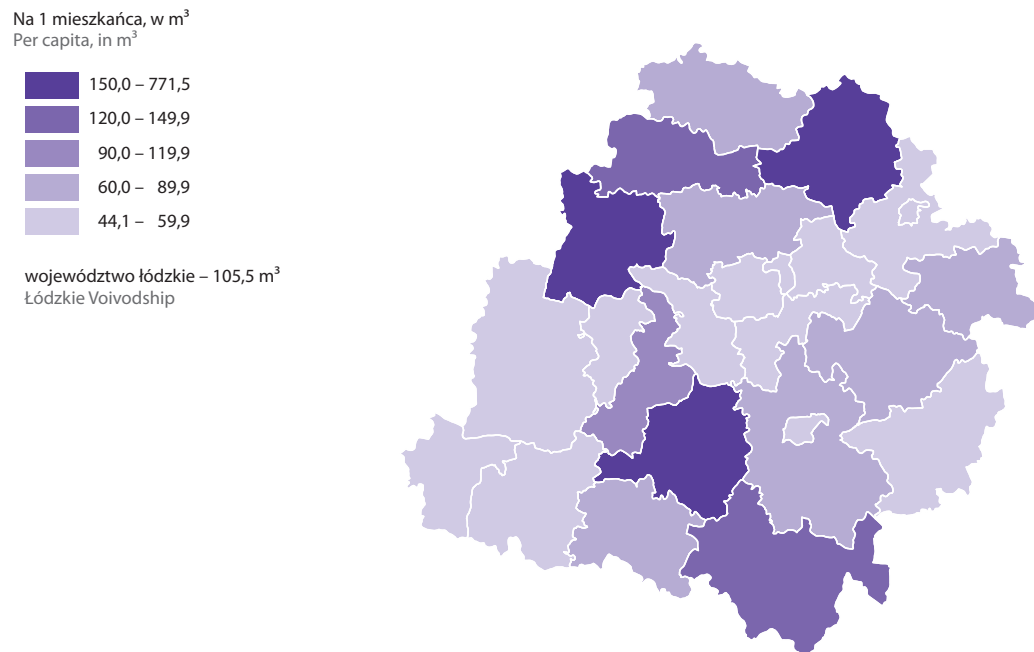 Na 1 mieszkańca, w m³
Per capita, in m³
150,0 – 771,5
120,0 – 149,9
90,0 – 119,9
60,0 – 89,9
44,1 – 59,9
województwo łódzkie – 105,5 m³
Łódzkie Voivodship